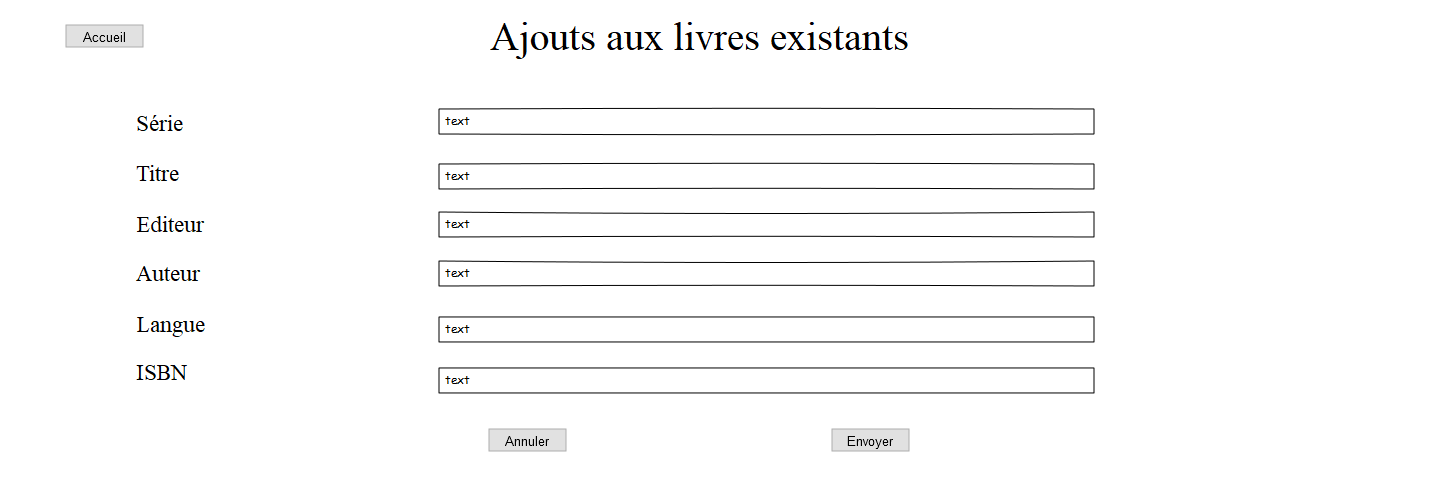 Accueil
Ajouts aux livres existants
Série
text
Titre
text
Editeur
text
Auteur
text
Langue
text
ISBN
text
Annuler
Envoyer